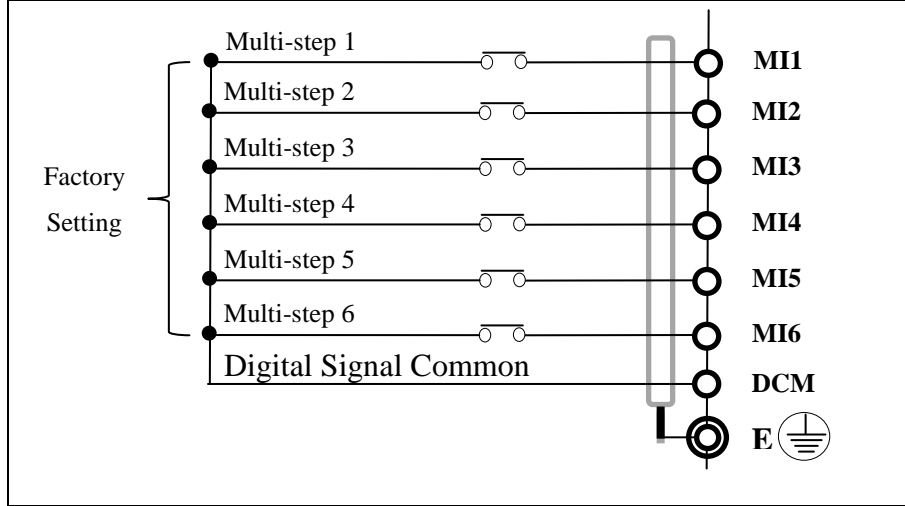 Multi-step 1
MI1
Multi-step 2
MI2
Multi-step 3
MI3
Factory
Setting
Multi-step 4
MI4
Multi-step 5
MI5
Multi-step 6
MI6
Digital Signal Common
DCM
E